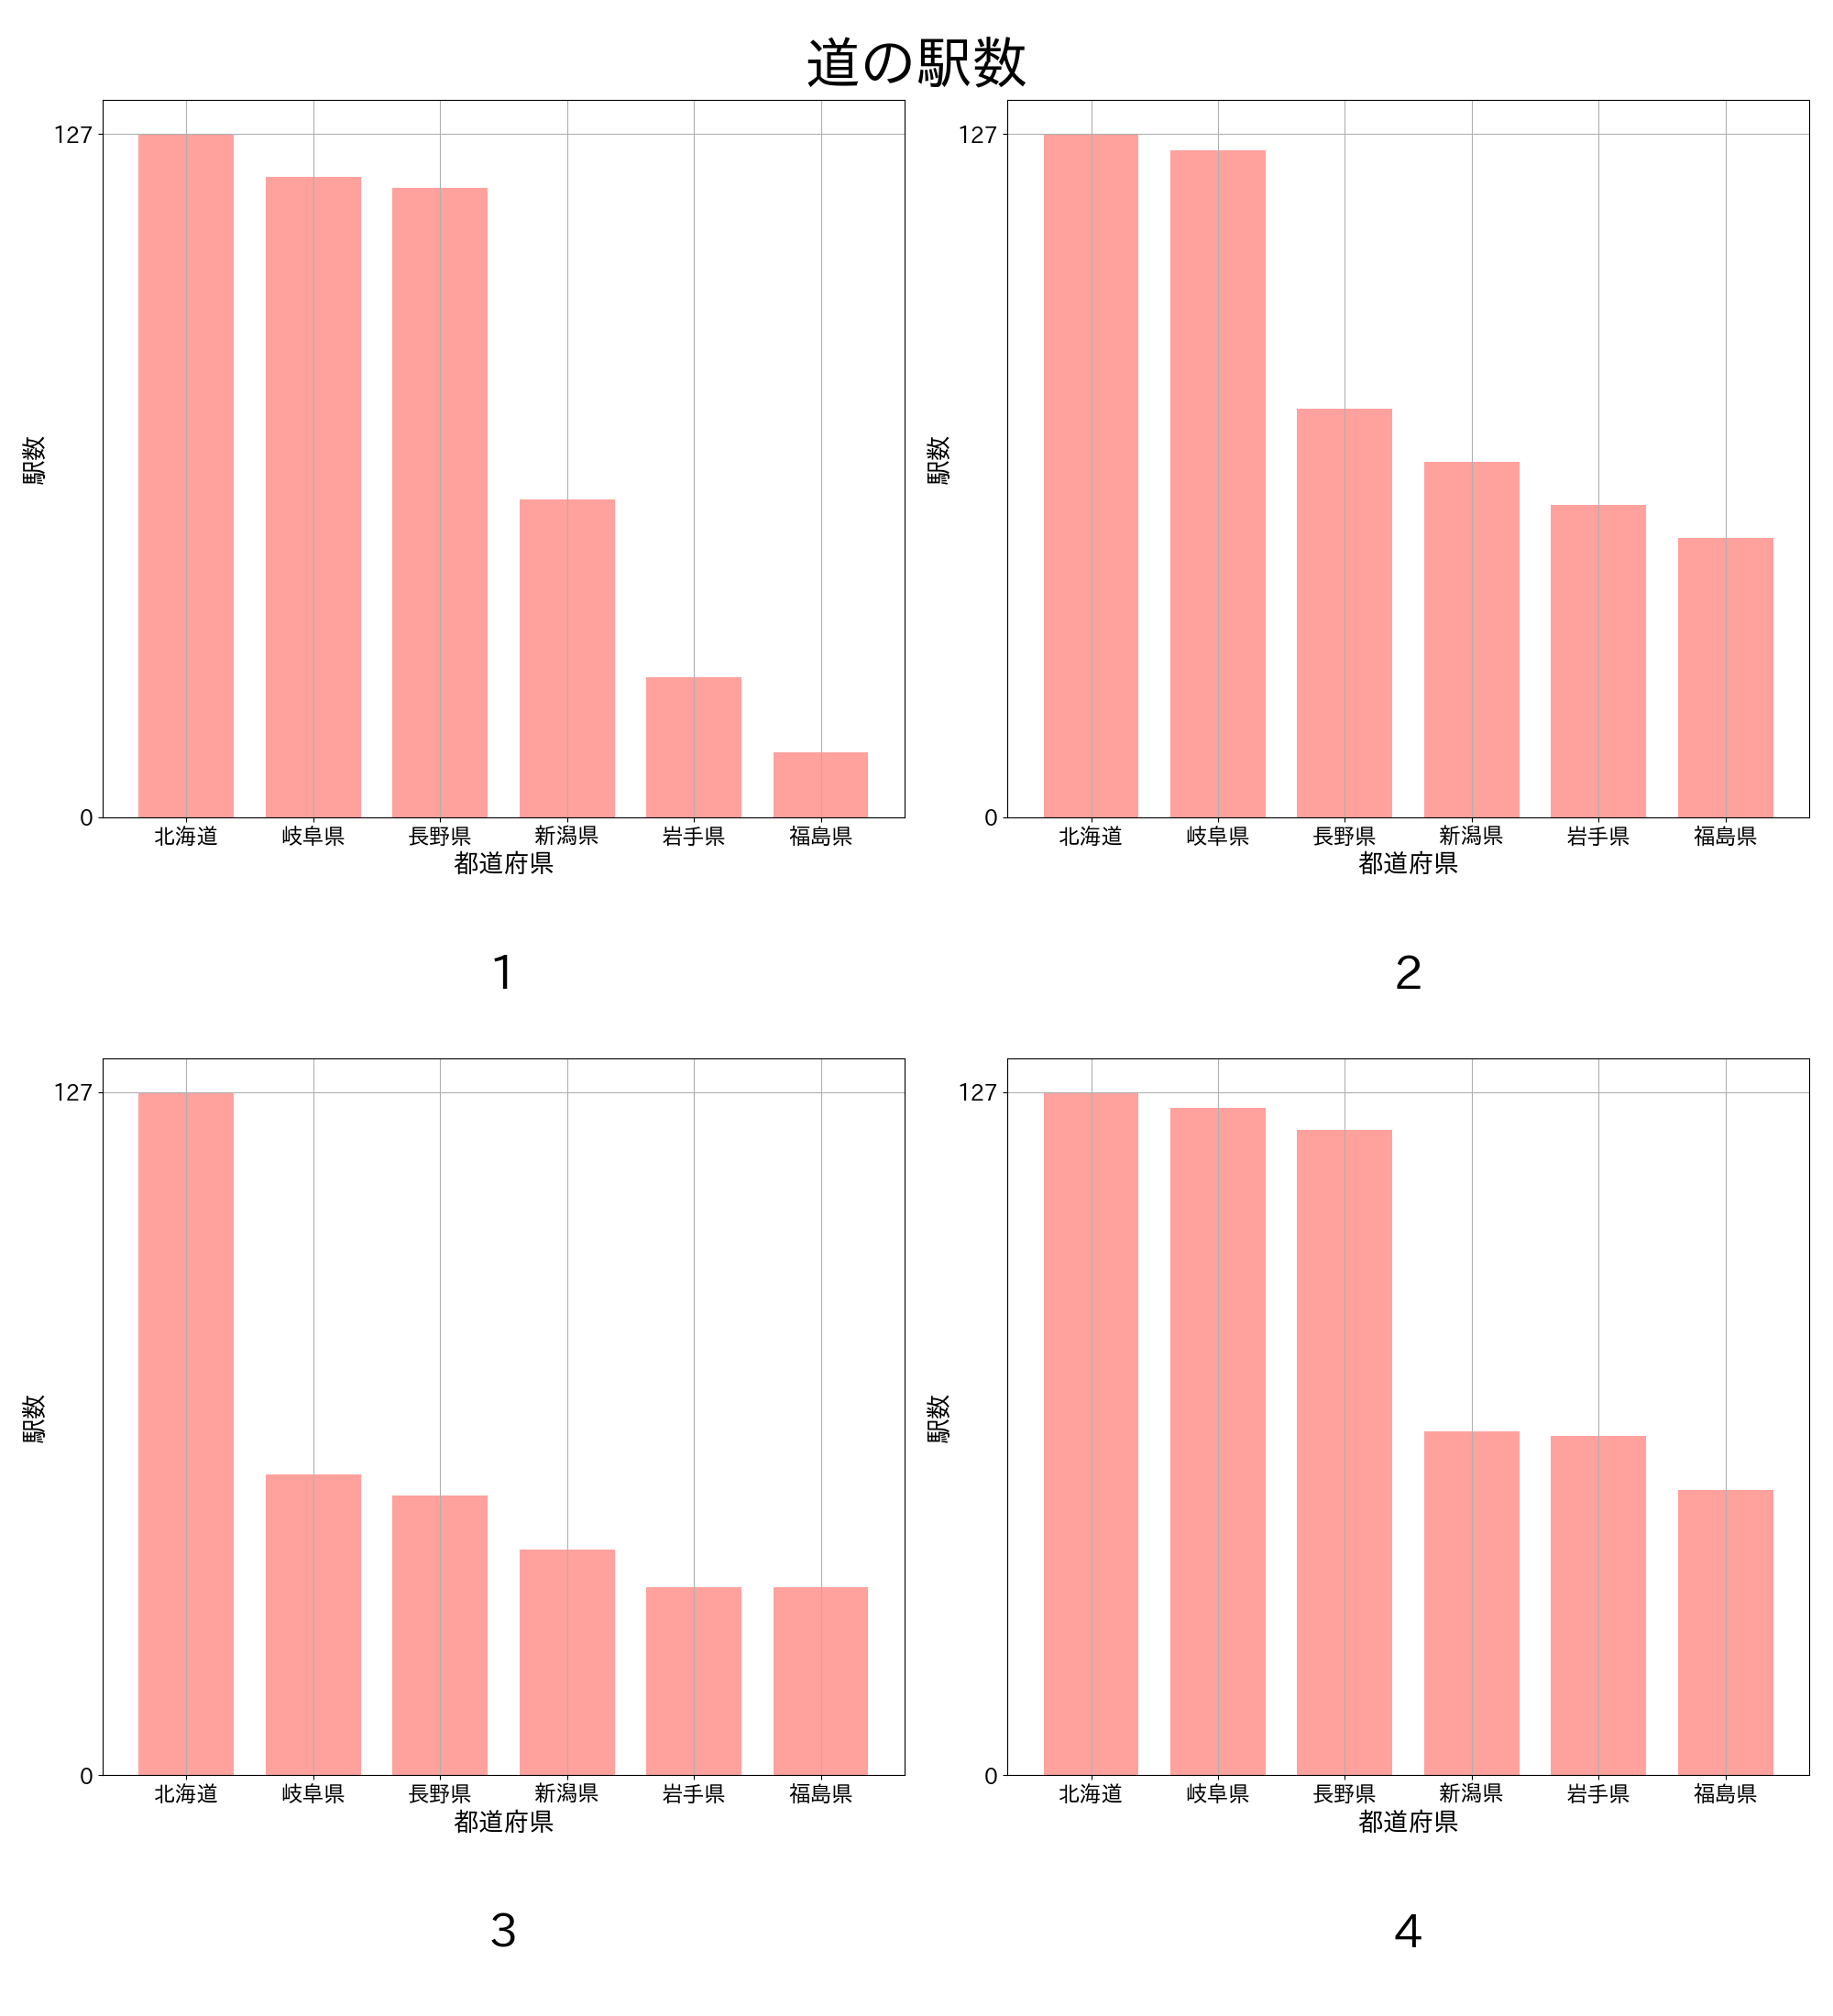 道の駅数
127
0
駅数
北海道 岐阜県 長野県 新潟県 岩手県 福島県
都道府県
1
127
0
駅数
北海道 岐阜県 長野県 新潟県 岩手県 福島県
都道府県
2
127
0
駅数
北海道 岐阜県 長野県 新潟県 岩手県 福島県
都道府県
3
127
0
駅数
北海道 岐阜県 長野県 新潟県 岩手県 福島県
都道府県
4